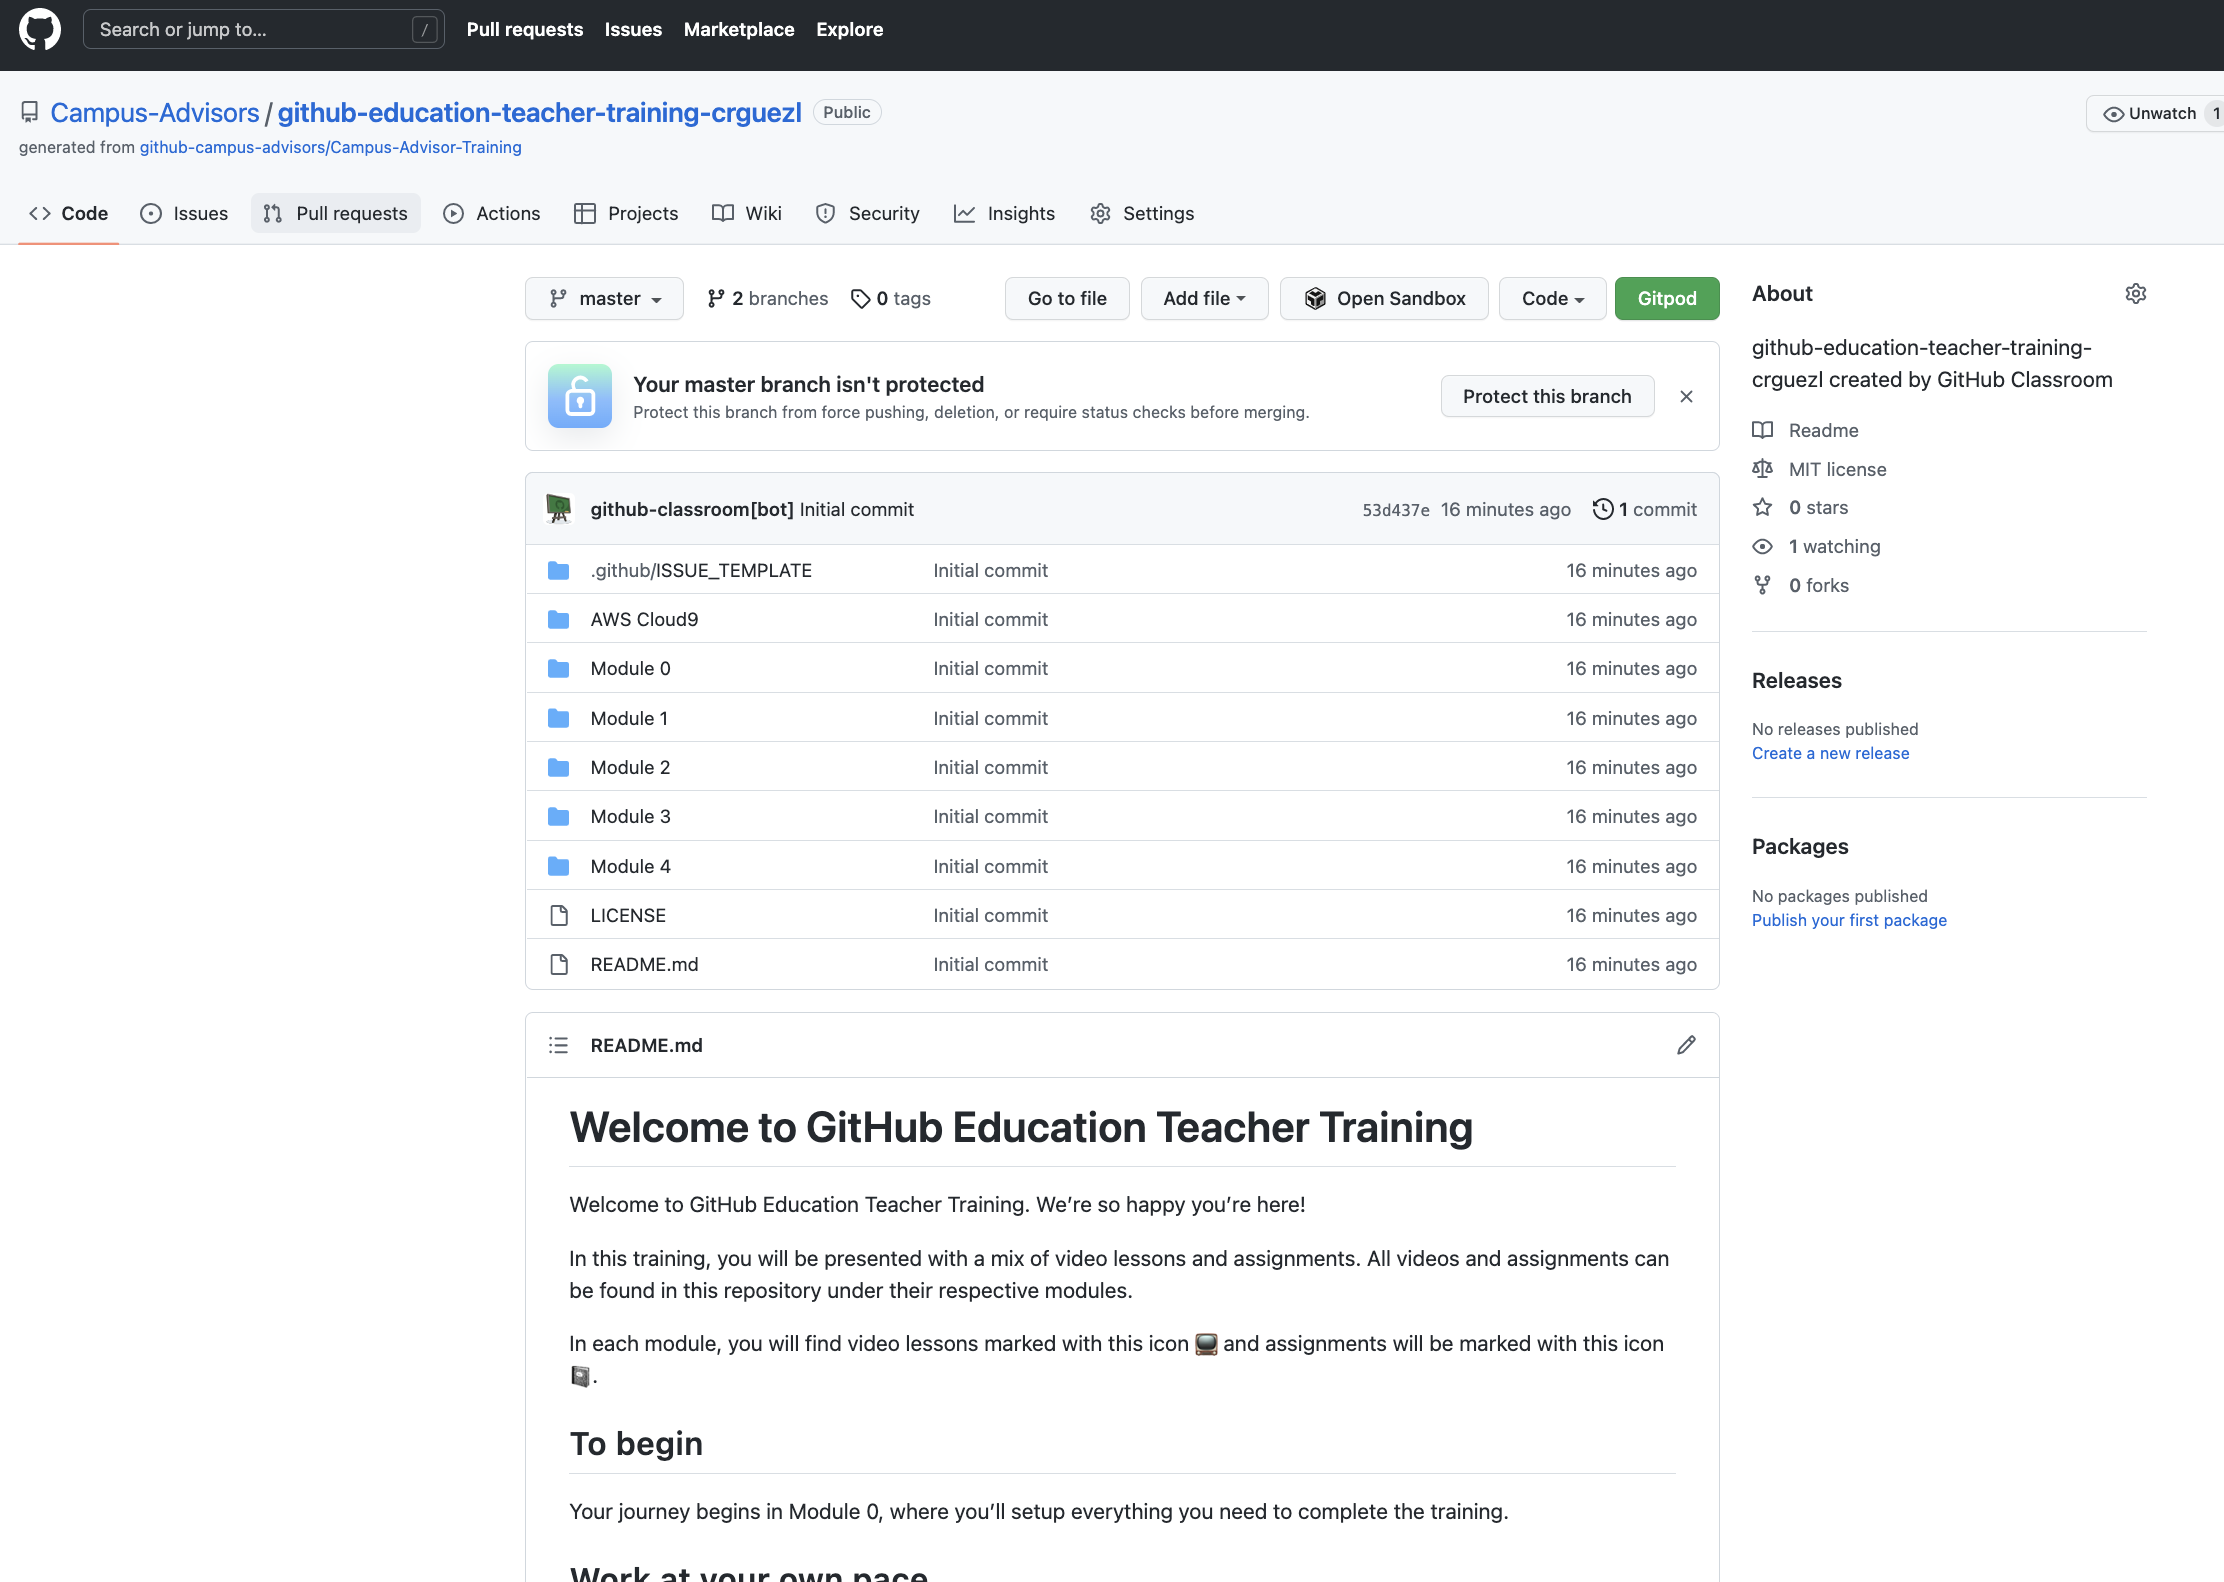 Search or jump to... /
Pull requests Issues Marketplace Explore
Campus-Advisors / github-education-teacher-training-crguezl Public
Unwatch 1
generated from github-campus-advisors/Campus-Advisor-Training
Code Issues Pull requests Actions Projects Wiki Security Insights Settings
master 2 branches 0 tags Go to file Add file Open Sandbox Code Gitpod
Your master branch isn't protected
Protect this branch from force pushing, deletion, or require status checks before merging.
Protect this branch
github-classroom[bot] Initial commit 53d437e 16 minutes ago 1 commit
.github/ISSUE_TEMPLATE Initial commit 16 minutes ago
AWS Cloud9 Initial commit 16 minutes ago
Module 0 Initial commit 16 minutes ago
Module 1 Initial commit 16 minutes ago
Module 2 Initial commit 16 minutes ago
Module 3 Initial commit 16 minutes ago
Module 4 Initial commit 16 minutes ago
LICENSE Initial commit 16 minutes ago
README.md Initial commit 16 minutes ago
README.md
Welcome to GitHub Education Teacher Training
Welcome to GitHub Education Teacher Training. We’re so happy you’re here!
In this training, you will be presented with a mix of video lessons and assignments. All videos and assignments can
be found in this repository under their respective modules.
In each module, you will find video lessons marked with this icon 📺 and assignments will be marked with this icon
📓.
To begin
Your journey begins in Module 0, where you’ll setup everything you need to complete the training.
Work at your own pace
About
github-education-teacher-training-
crguezl created by GitHub Classroom
Readme
MIT license
0 stars
1 watching
0 forks
Releases
No releases published
Create a new release
Packages
No packages published
Publish your first package